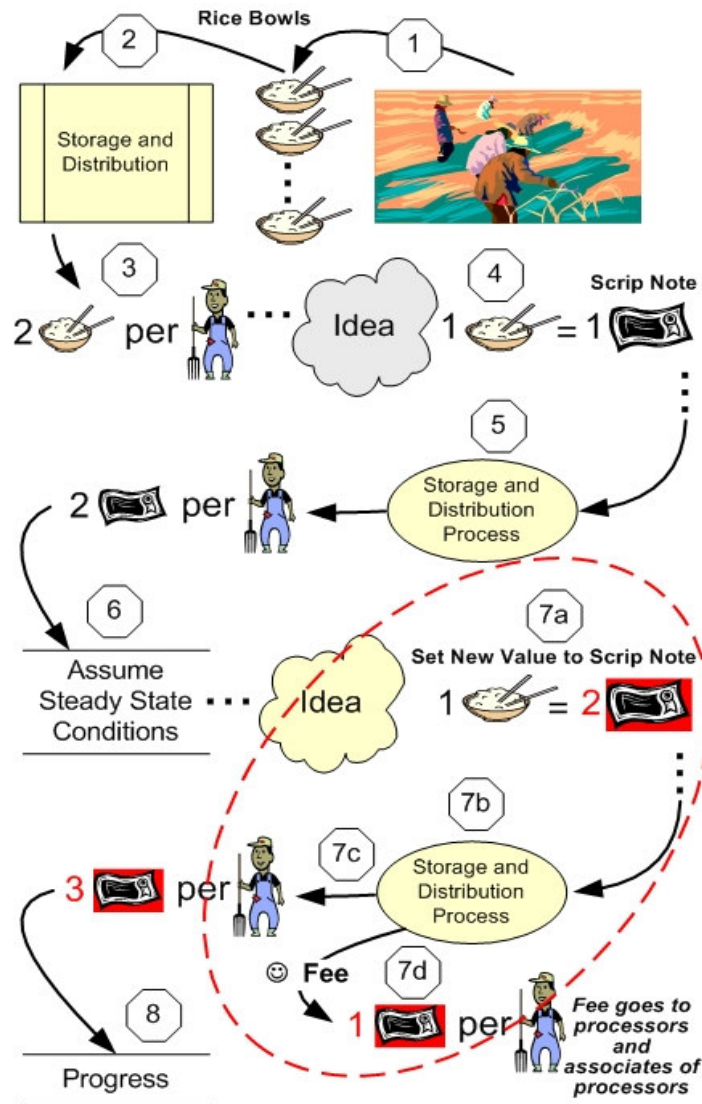 Rice Bowls
2
1
Storage and
Distribution
3
4
Scrip Note
2 per
Idea
1 = 1
5
Storage and
Distribution
Process
2 per
6
7a
Assume
Steady State
Conditions
Idea
Set New Value to Scrip Note
1 = 2
7b
7c
Storage and
Distribution
Process
3 per
Fee
7d
1 per
Fee goes to
processors
and
associates of
processors
8
Progress